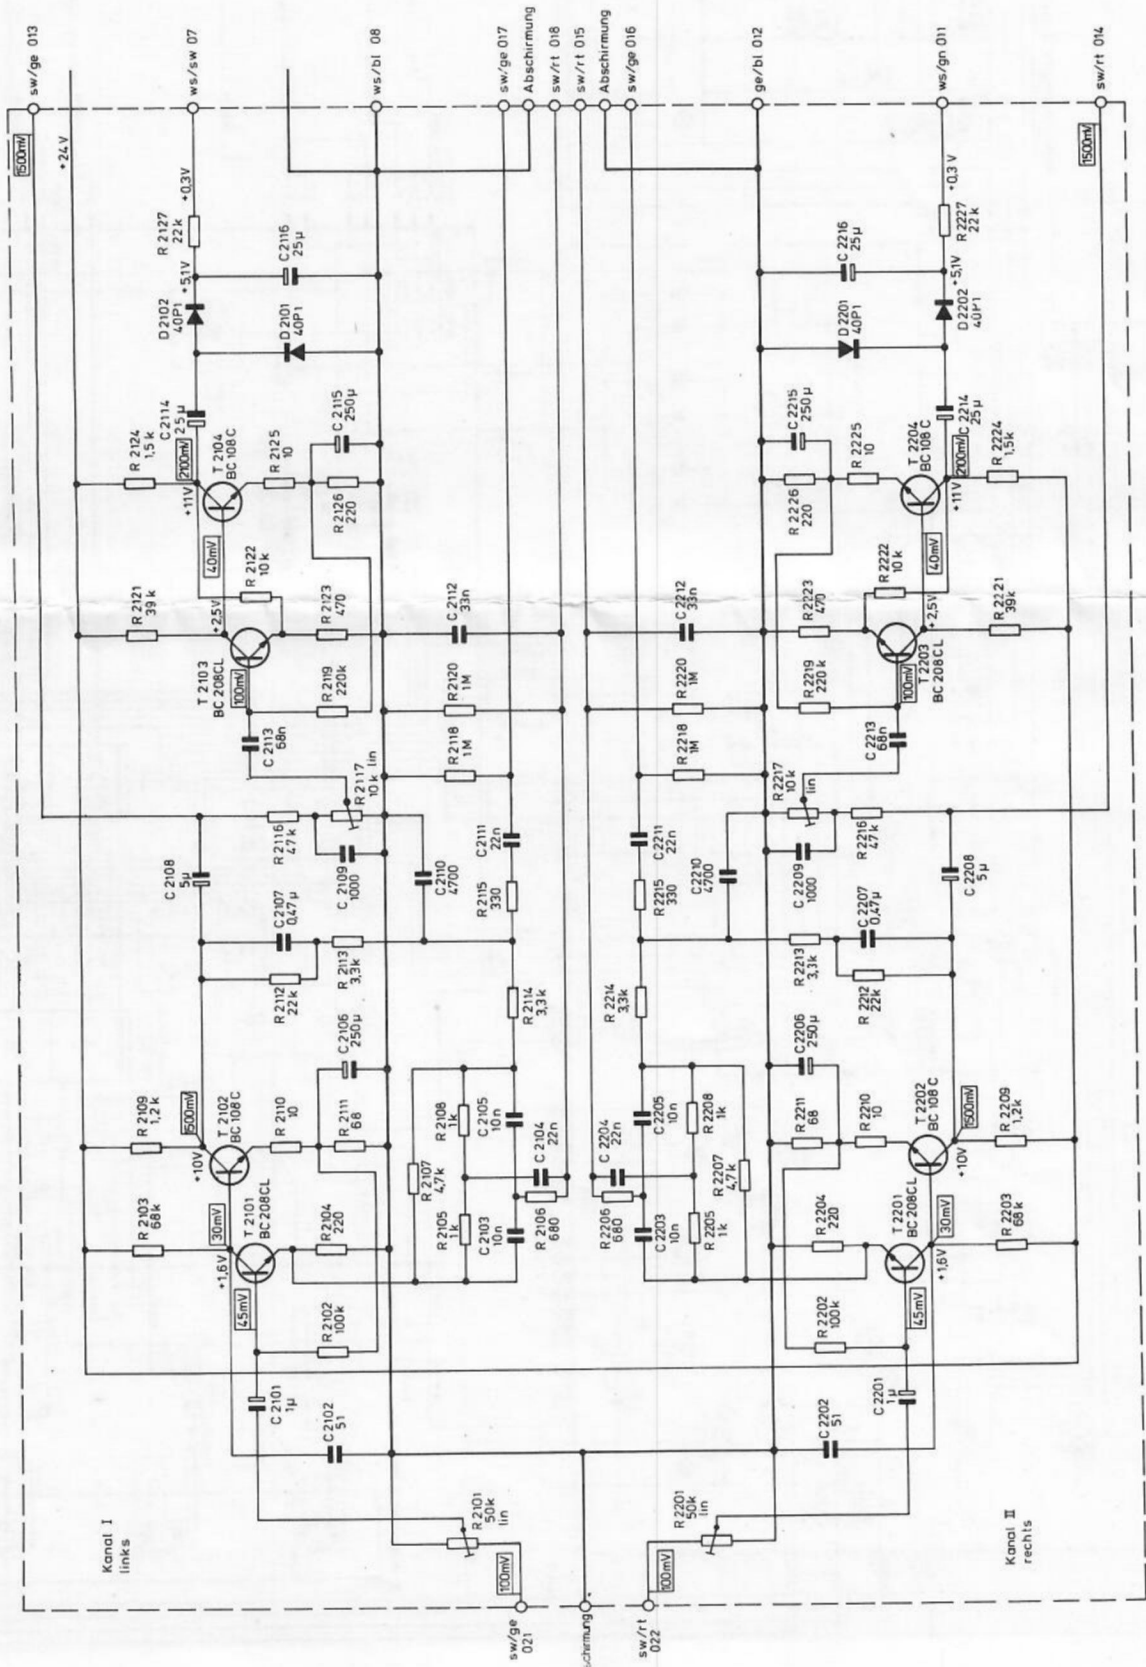 Kanal I
links
1500mV
sw/ge 013
+24V
R 2103
68k
R 2109
1,2k
R 2121
39k
R 2124
1,5k
C 2108
5µ
+1,6V
30mV
+10V
1500mV
T 2102
BC 108C
T 2101
BC 208CL
45mV
T 2103
BC 208CL
100mV
+2,5V
40mV
+11V
2100mV
C 2114
2,5µ
T 2104
BC 108 C
D 2102
40P1
+5,1V
R 2127
22k
+0,3V
ws/sw 07
C 2101
1µ
C 2102
51
R 2102
100k
R 2104
220
R 2110
10
R 2111
68
C 2106
250µ
R 2112
22k
C 2107
0,47µ
R 2113
3,3k
R 2116
47k
C 2109
1000
R 2117
10k lin
C 2113
68n
R 2119
220k
R 2122
10k
R 2123
470
R 2125
10
R 2126
220
C 2115
250µ
D 2101
40P1
C 2116
25µ
ws/bl 08
R 2101
50k
lin
100mV
sw/ge
021
R 2107
4,7k
R 2105
1k
R 2108
1k
C 2103
10n
C 2105
10n
R 2106
680
C 2104
22n
R 2114
3,3k
C 2110
4700
R 2115
330
C 2111
22n
R 2118
1M
R 2120
1M
C 2112
33n
sw/ge 017
Abschirmung
sw/rt 018
sw/rt 015
Abschirmung
sw/ge 016
chirmung
sw/rt
022
100mV
R 2201
50k
lin
R 2206
680
C 2204
22n
C 2203
10n
C 2205
10n
R 2205
1k
R 2208
1k
R 2207
4,7k
R 2214
3,3k
R 2215
330
C 2211
22n
C 2210
4700
R 2218
1M
R 2220
1M
C 2212
33n
ge/bl 012
C 2202
51
C 2201
1µ
R 2202
100k
R 2204
220
R 2211
68
R 2210
10
C 2206
250µ
R 2213
3,3k
R 2212
22k
C 2207
0,47µ
C 2209
1000
R 2217
10k
lin
R 2216
47k
C 2213
68n
R 2219
220k
R 2223
470
R 2222
10k
R 2226
220
R 2225
10
C 2215
250µ
D 2201
40P1
C 2216
25µ
T 2201
BC 208CL
45mV
+1,6V
30mV
T 2202
BC 108 C
+10V
1500mV
C 2208
5µ
T 2203
BC 208CL
100mV
+2,5V
40mV
T 2204
BC 108 C
+11V
2100mV
C 2214
25µ
D 2202
40P1
+5,1V
R 2227
22k
+0,3V
ws/gn 011
R 2203
68k
R 2209
1,2k
R 2221
39k
R 2224
1,5k
1500mV
sw/rt 014
Kanal II
rechts